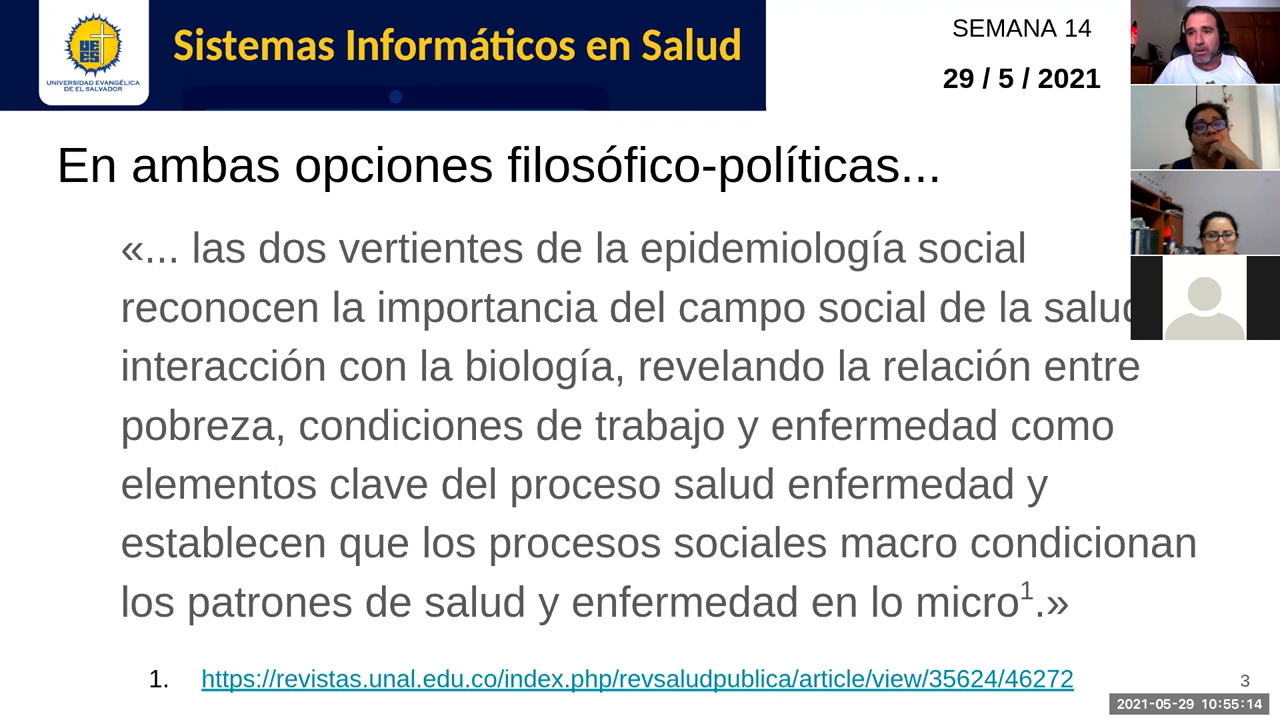 Sistemas Informáticos en Salud
UNIVERSIDAD EVANGÉLICA
DE EL SALVADOR
SEMANA 14
29 / 5 / 2021
En ambas opciones filosófico-políticas...
«... las dos vertientes de la epidemiología social
reconocen la importancia del campo social de la salud
interacción con la biología, revelando la relación entre
pobreza, condiciones de trabajo y enfermedad como
elementos clave del proceso salud enfermedad y
establecen que los procesos sociales macro condicionan
los patrones de salud y enfermedad en lo micro¹.»
1. https://revistas.unal.edu.co/index.php/revsaludpublica/article/view/35624/46272
3
2021-05-29 10:55:14